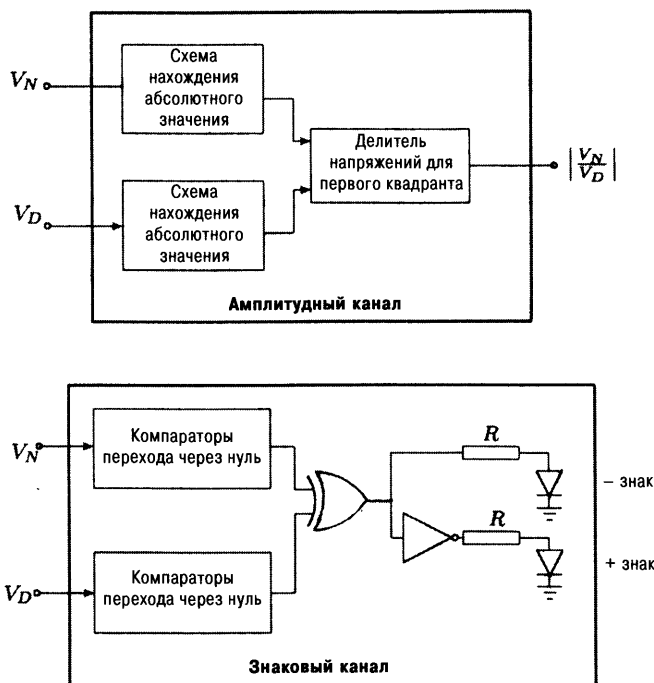 V_N
Схема
нахождения
абсолютного
значения
V_D
Схема
нахождения
абсолютного
значения
Делитель
напряжений для
первого квадранта
|V_N/V_D|
Амплитудный канал
V_N
Компараторы
перехода через нуль
V_D
Компараторы
перехода через нуль
R
– знак
R
+ знак
Знаковый канал